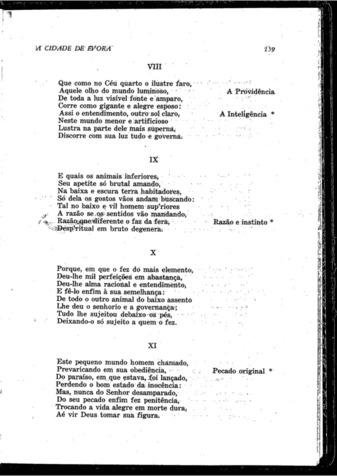 "A CIDADE DE EVORA"
239
VIII
Que como no Céu quarto o ilustre faro,
Aquele olho do mundo luminoso,
A Providência
De toda a luz visível fonte e amparo,
Corre como gigante e alegre esposo:
Assi o entendimento, outro sol claro,
A Inteligência *
Neste mundo menor e artificioso
Lustra na parte dele mais superna,
Discorre com sua luz tudo e governa.
IX
E quais os animais inferiores,
Seu apetite só brutal amando,
Na baixa e escura terra habitadores,
Só dela os gostos vãos andam buscando:
Tal no baixo e vil homem sup'riores
A razão se os sentidos vão mandando,
Razão que diferente o faz da fera,
Razão e instinto *
Desp'ritual em bruto degenera.
X
Porque, em que o fez do mais elemento,
Deu-lhe mil perfeições em abastança,
Deu-lhe alma racional e entendimento,
E fê-lo enfim à sua semelhança:
De todo o outro animal do baixo assento
Lhe deu o senhorio e a governança;
Tudo lhe sujeitou debaixo os pés,
Deixando-o só sujeito a quem o fez.
XI
Este pequeno mundo homem chamado,
Prevaricando em sua obediência,
Pecado original *
Do paraíso, em que estava, foi lançado,
Perdendo o bom estado da inocência:
Mas, nunca do Senhor desamparado,
Do seu pecado enfim fez penitência,
Trocando a vida alegre em morte dura,
Aé vir Deus tomar sua figura.